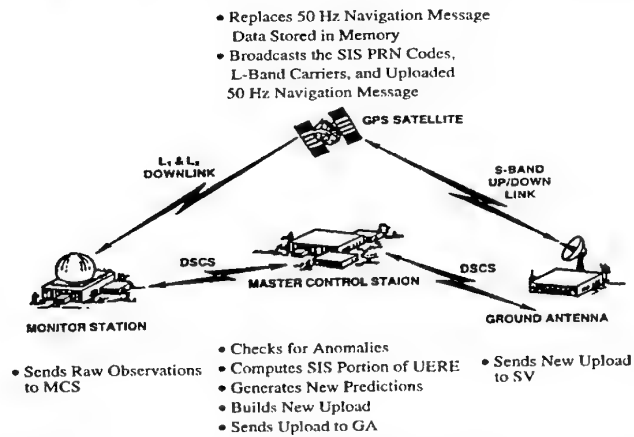 • Replaces 50 Hz Navigation Message
Data Stored in Memory
• Broadcasts the SIS PRN Codes,
L-Band Carriers, and Uploaded
50 Hz Navigation Message
GPS SATELLITE
L₁ & L₂
DOWNLINK
S-BAND
UP/DOWN
LINK
DSCS
DSCS
MASTER CONTROL STAION
MONITOR STATION
GROUND ANTENNA
• Sends Raw Observations
to MCS
• Checks for Anomalies
• Computes SIS Portion of UERE
• Generates New Predictions
• Builds New Upload
• Sends Upload to GA
• Sends New Upload
to SV